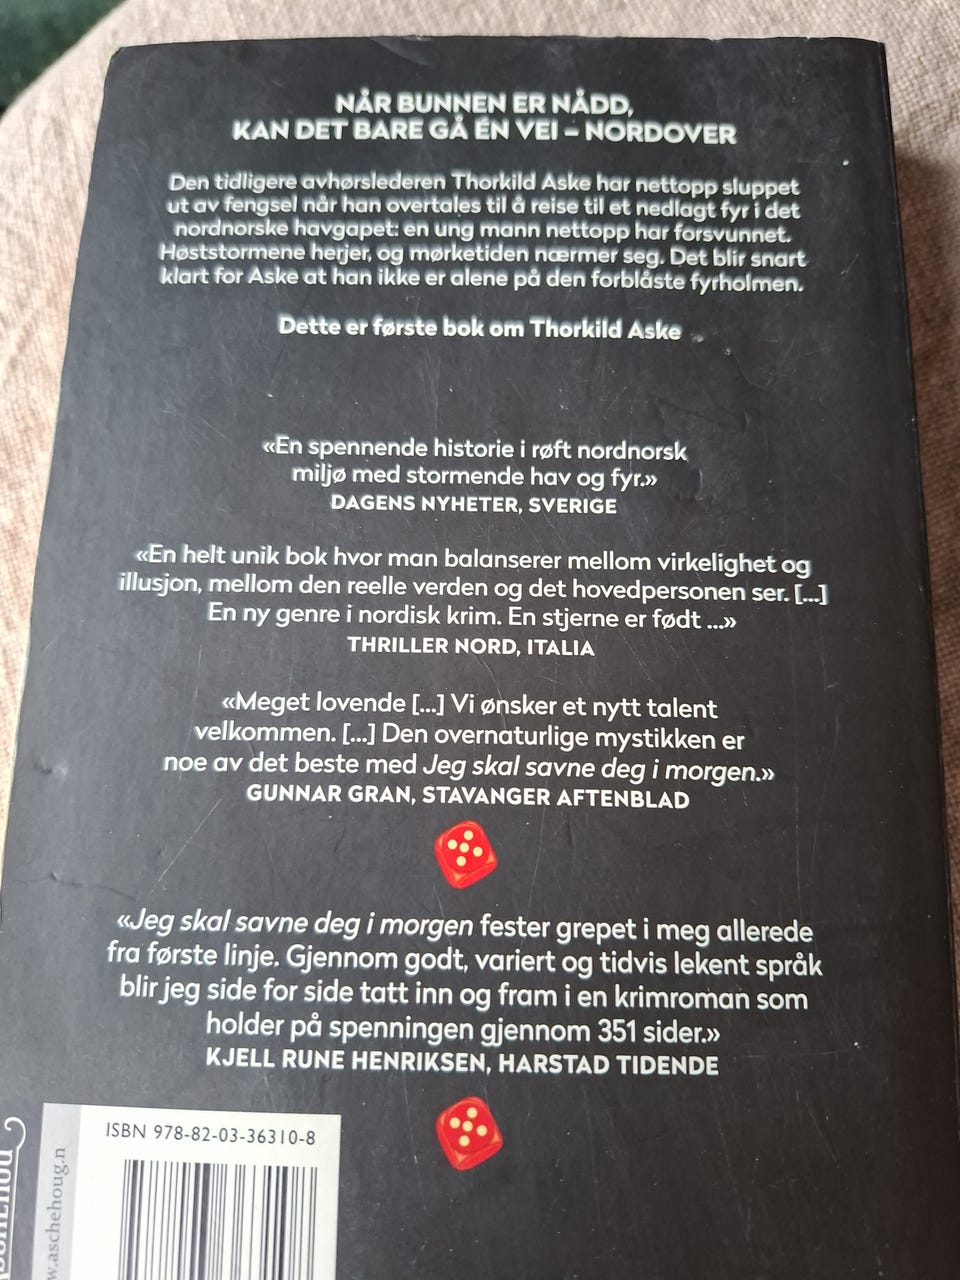 NÅR BUNNEN ER NÅDD,
KAN DET BARE GÅ ÉN VEI – NORDOVER
Den tidligere avhørslederen Thorkild Aske har nettopp sluppet
ut av fengsel når han overtales til å reise til et nedlagt fyr i det
nordnorske havgapet: en ung mann nettopp har forsvunnet.
Høststormene herjer, og mørketiden nærmer seg. Det blir snart
klart for Aske at han ikke er alene på den forblåste fyrholmen.
Dette er første bok om Thorkild Aske
«En spennende historie i røft nordnorsk
miljø med stormende hav og fyr.»
DAGENS NYHETER, SVERIGE
«En helt unik bok hvor man balanserer mellom virkelighet og
illusjon, mellom den reelle verden og det hovedpersonen ser. [...]
En ny genre i nordisk krim. En stjerne er født ...»
THRILLER NORD, ITALIA
«Meget lovende [...] Vi ønsker et nytt talent
velkommen. [...] Den overnaturlige mystikken er
noe av det beste med Jeg skal savne deg i morgen.»
GUNNAR GRAN, STAVANGER AFTENBLAD
«Jeg skal savne deg i morgen fester grepet i meg allerede
fra første linje. Gjennom godt, variert og tidvis lekent språk
blir jeg side for side tatt inn og fram i en krimroman som
holder på spenningen gjennom 351 sider.»
KJELL RUNE HENRIKSEN, HARSTAD TIDENDE
ISBN 978-82-03-36310-8
w.aschehoug.n